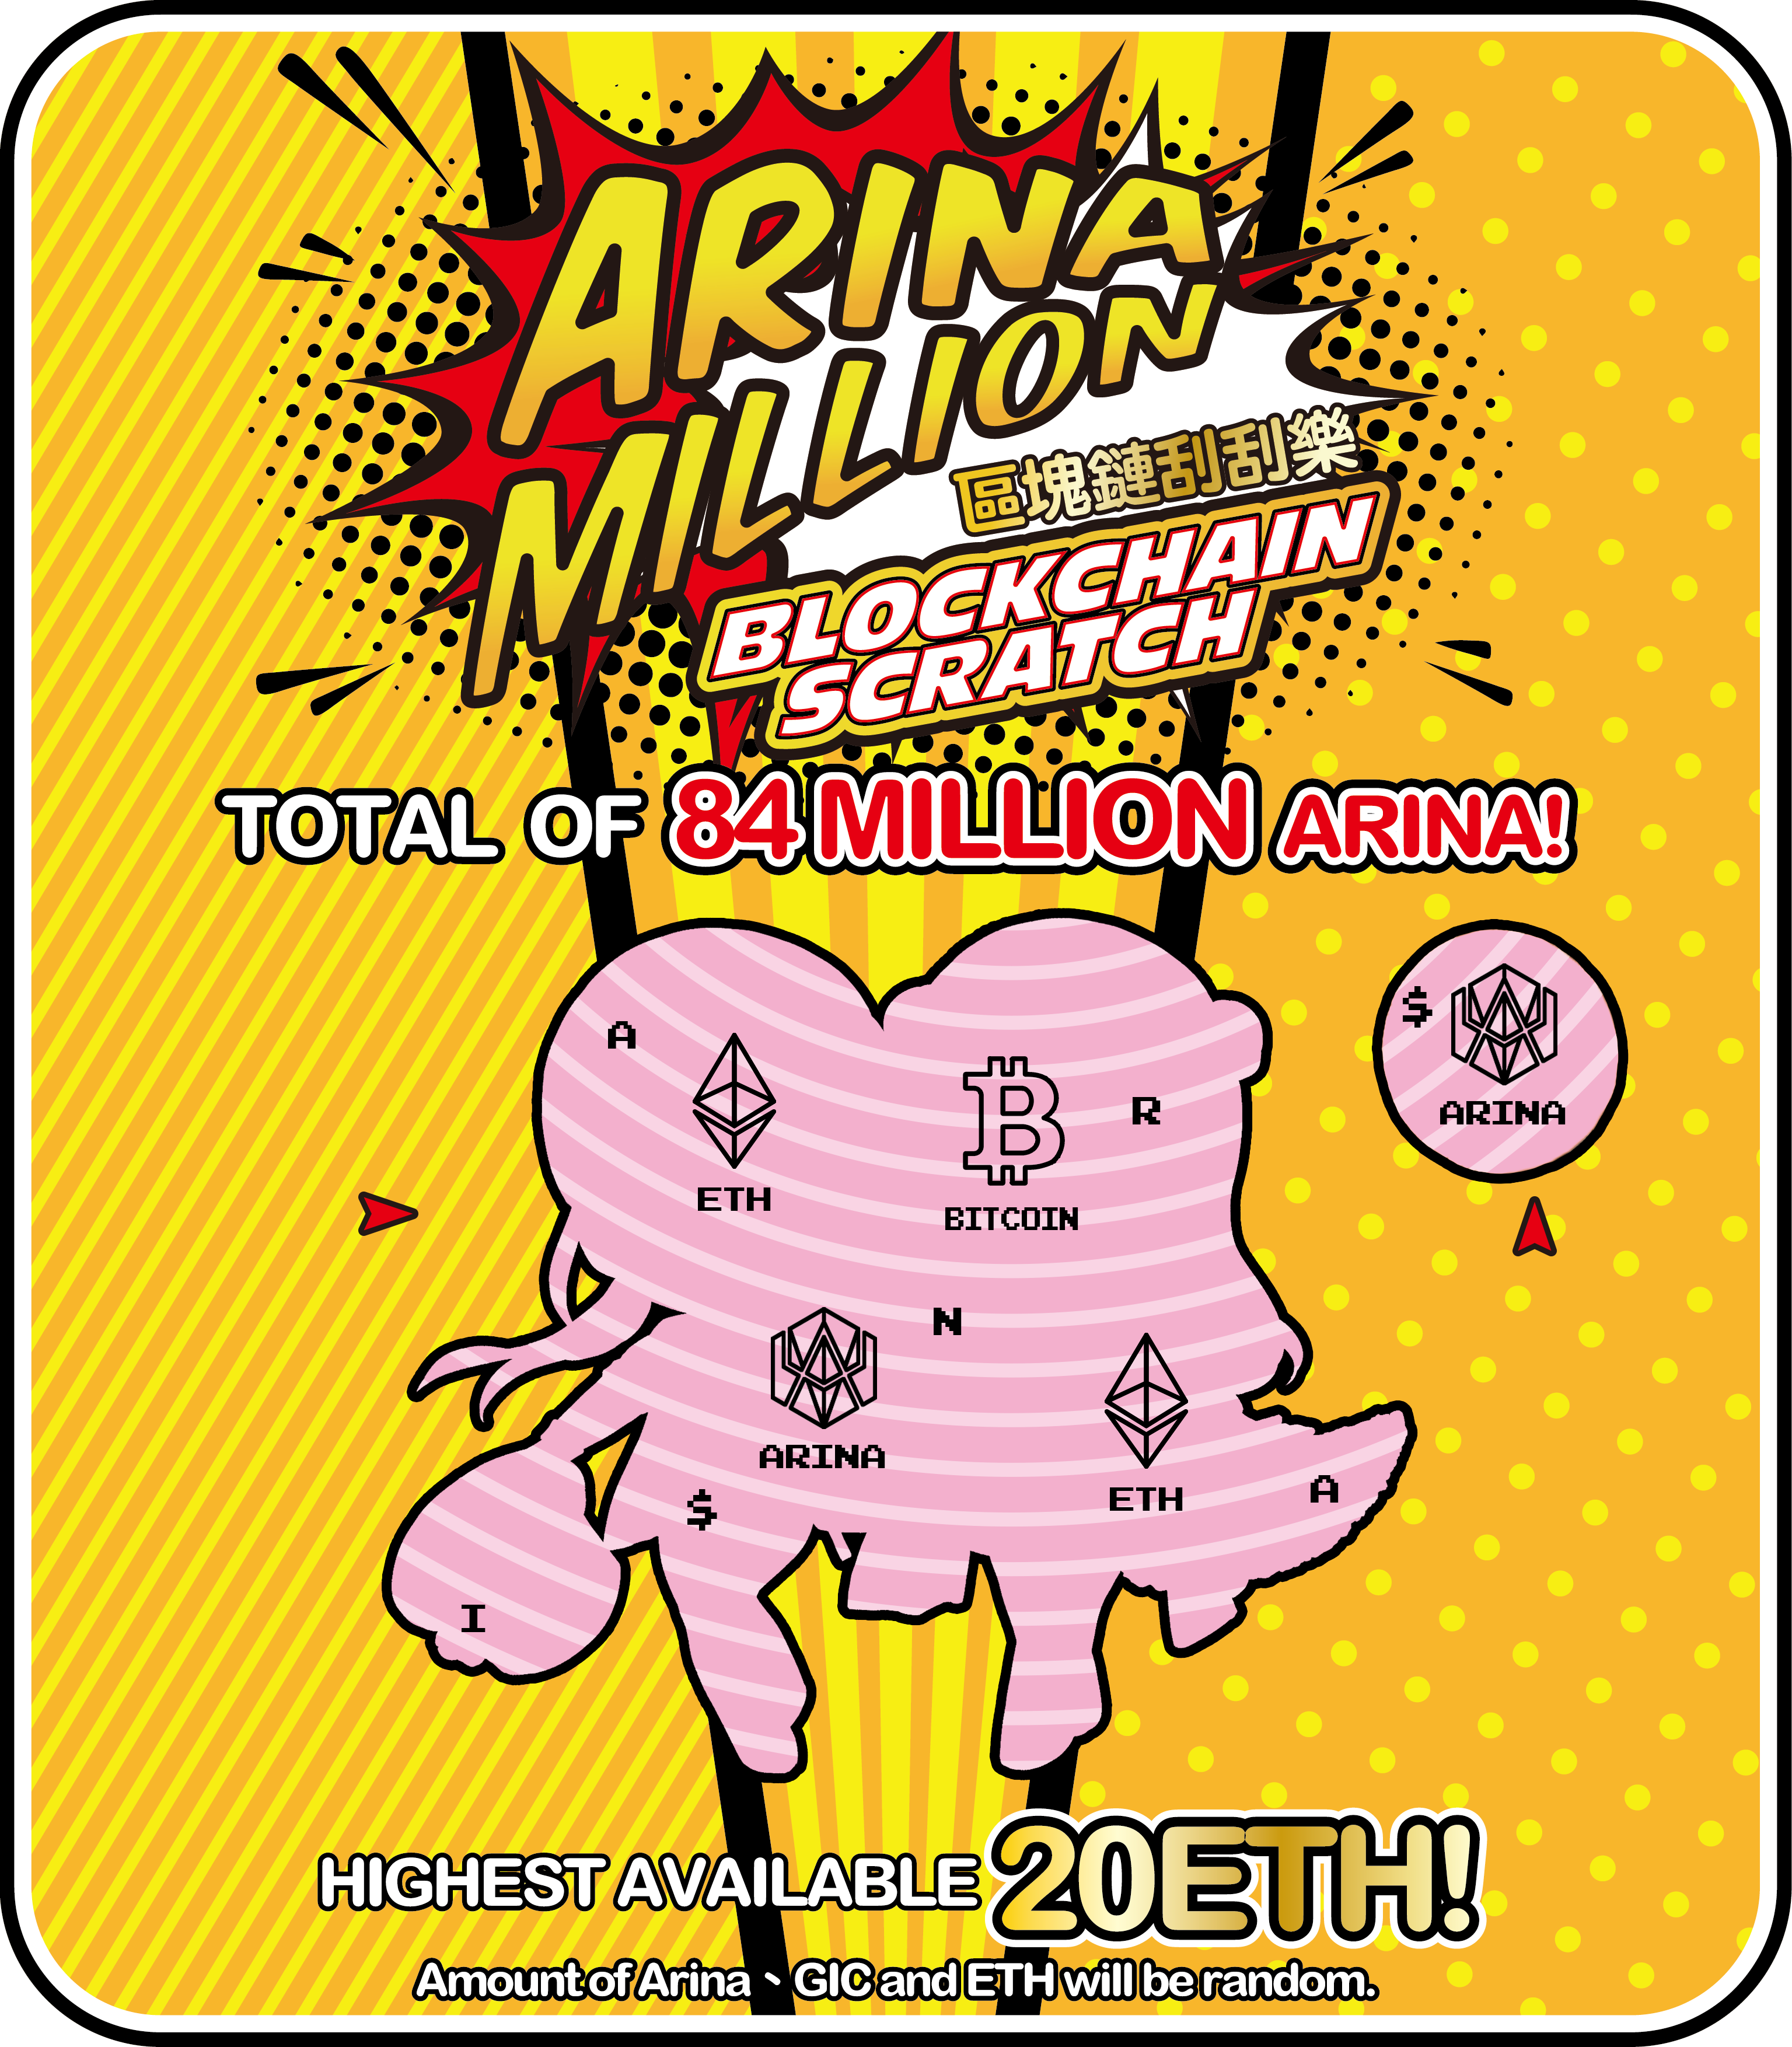 ARINA
MILLION
區塊鏈刮刮樂
BLOCKCHAIN
SCRATCH
TOTAL OF 84 MILLION ARINA!
A
ETH
BITCOIN
R
$
ARINA
N
ARINA
$
ETH
A
I
HIGHEST AVAILABLE 20ETH!
Amount of Arina、GIC and ETH will be random.